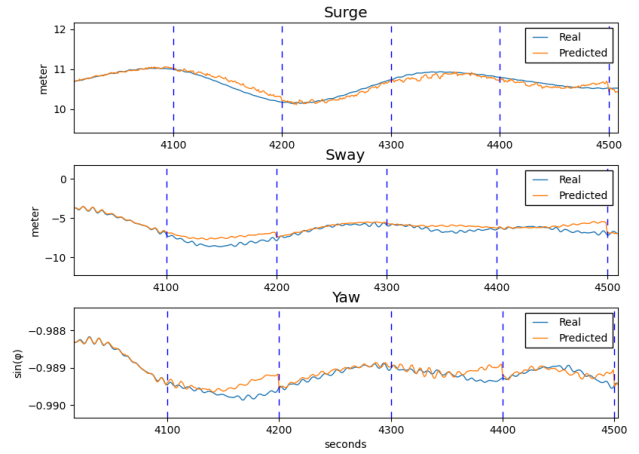 Surge
12
11
10
meter
Real
Predicted
4100 4200 4300 4400 4500
Sway
0
−5
−10
meter
Real
Predicted
4100 4200 4300 4400 4500
Yaw
−0.988
−0.989
−0.990
sin(φ)
Real
Predicted
4100 4200 4300 4400 4500
seconds